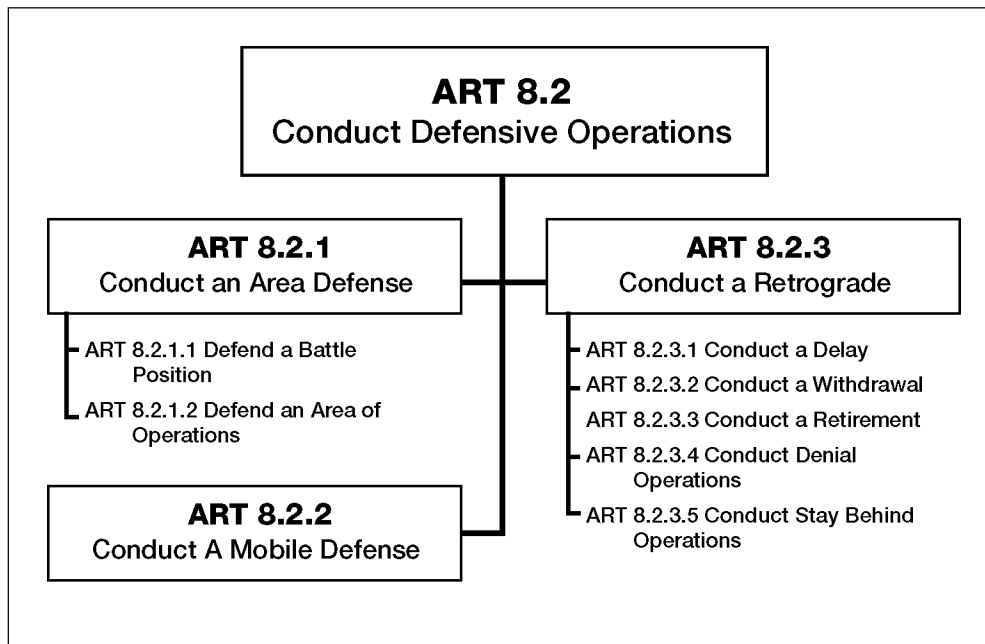 ART 8.2
Conduct Defensive Operations
ART 8.2.1
Conduct an Area Defense
ART 8.2.1.1 Defend a Battle
Position
ART 8.2.1.2 Defend an Area of
Operations
ART 8.2.2
Conduct A Mobile Defense
ART 8.2.3
Conduct a Retrograde
ART 8.2.3.1 Conduct a Delay
ART 8.2.3.2 Conduct a Withdrawal
ART 8.2.3.3 Conduct a Retirement
ART 8.2.3.4 Conduct Denial
Operations
ART 8.2.3.5 Conduct Stay Behind
Operations